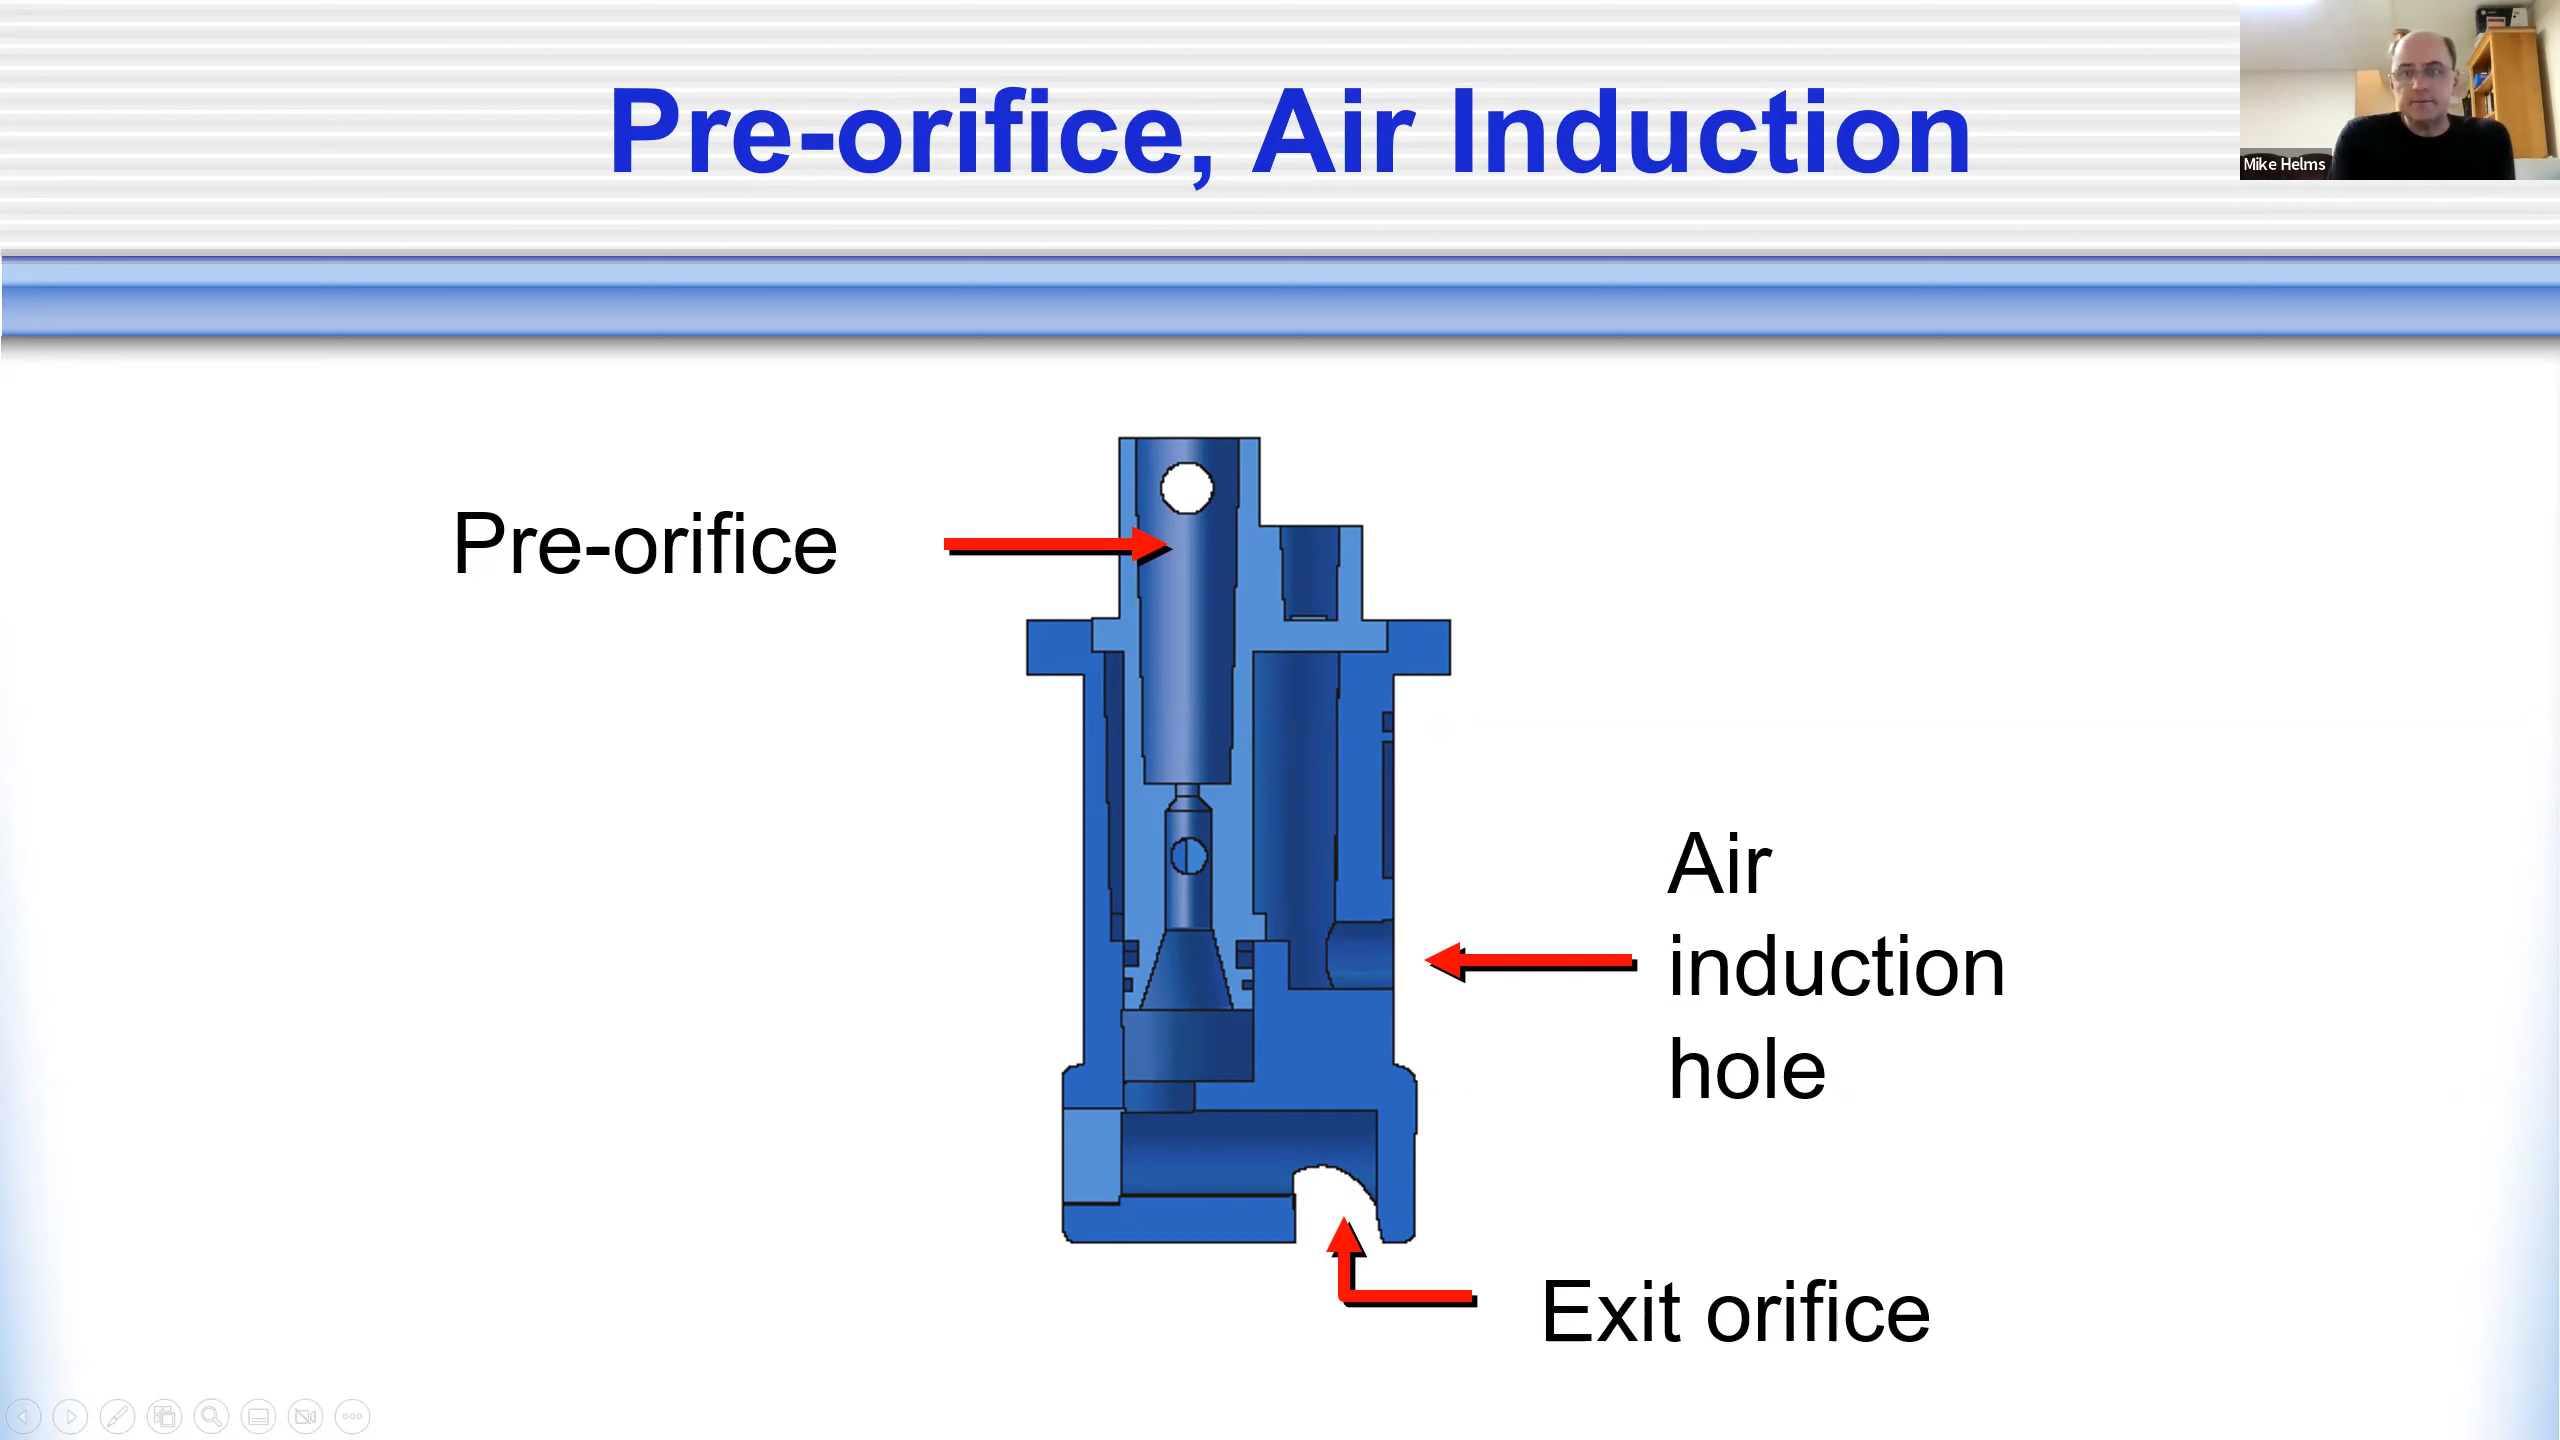 Pre-orifice, Air Induction
Mike Helms
Pre-orifice
Air
induction
hole
Exit orifice